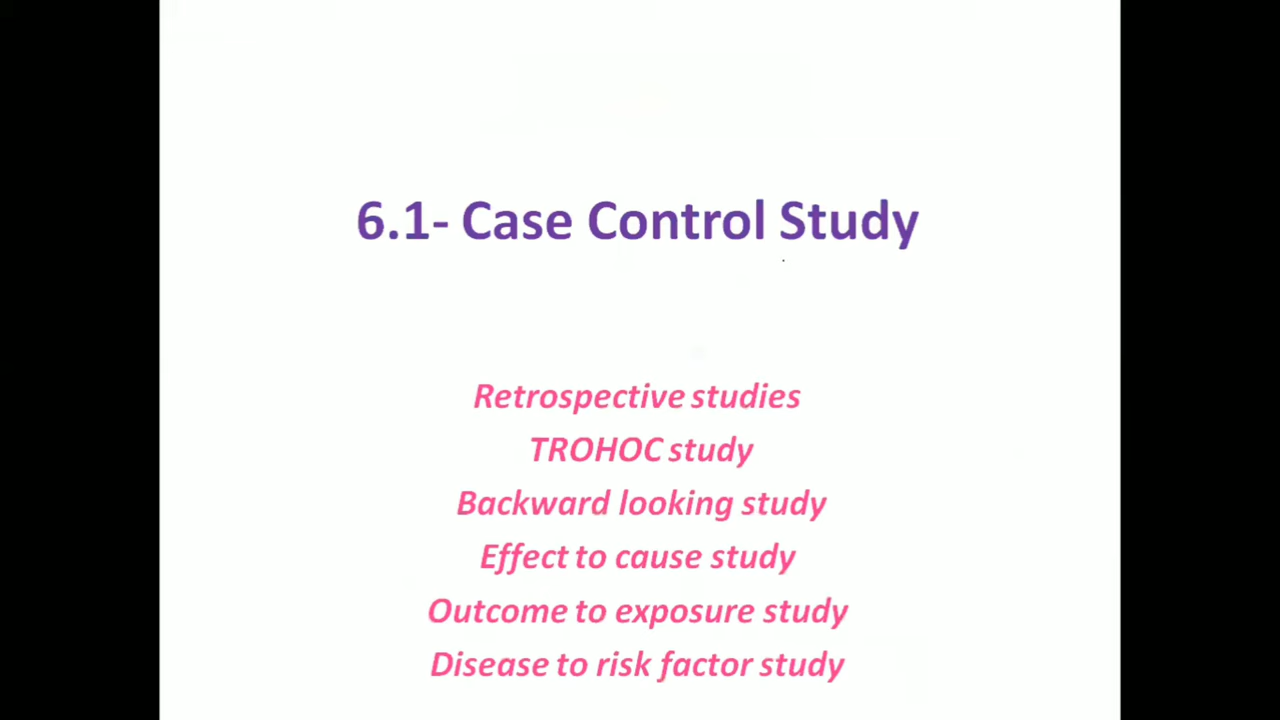 6.1- Case Control Study
Retrospective studies
TROHOC study
Backward looking study
Effect to cause study
Outcome to exposure study
Disease to risk factor study